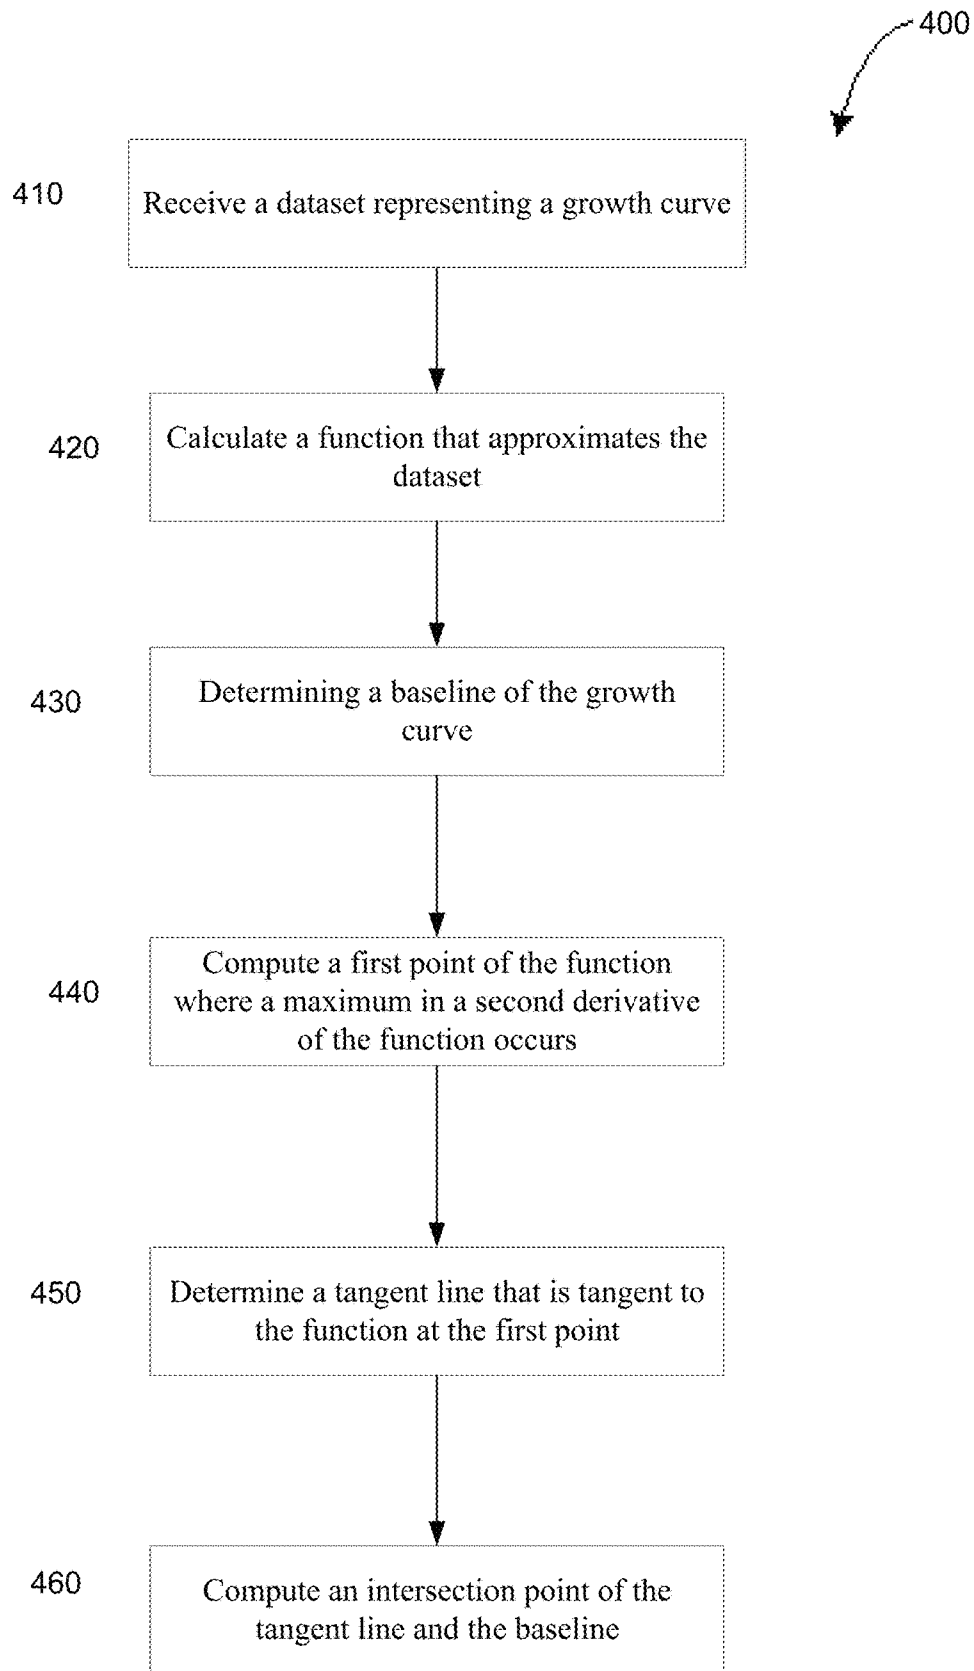 400
410
Receive a dataset representing a growth curve
420
Calculate a function that approximates the
dataset
430
Determining a baseline of the growth
curve
440
Compute a first point of the function
where a maximum in a second derivative
of the function occurs
450
Determine a tangent line that is tangent to
the function at the first point
460
Compute an intersection point of the
tangent line and the baseline